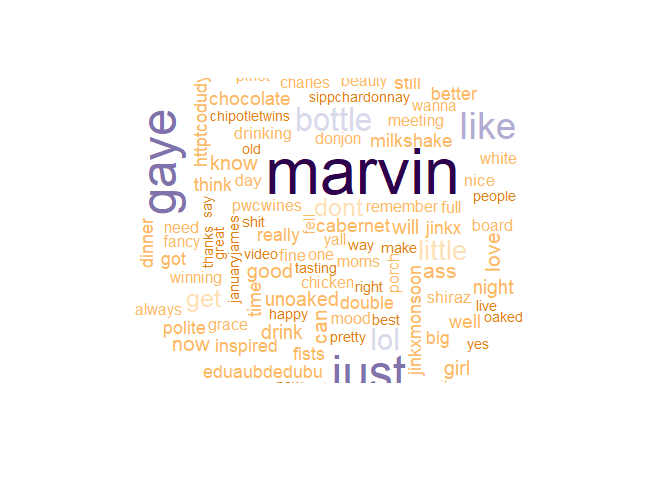 charles
beauty
still
httptcodudy
chocolate
sippchardonnay
better
wanna
chipotletwins
bottle
meeting
like
gaye
drinking
donjon
milkshake
old
know
marvin
white
think
day
nice
people
say
pwcwines
dont
remember
full
shit
fell
cabernet
will
jinkx
board
dinner
need
fancy
thanks
great
januaryjames
really
yall
way
make
little
love
got
video
fine
one
moms
porch
good
tasting
ass
winning
chicken
right
night
get
time
unoaked
double
jinkxmonsoon
shiraz
live
always
happy
can
mood
best
well
oaked
polite
grace
drink
pretty
lol
big
yes
now
inspired
fists
just
girl
eduaubdedubu